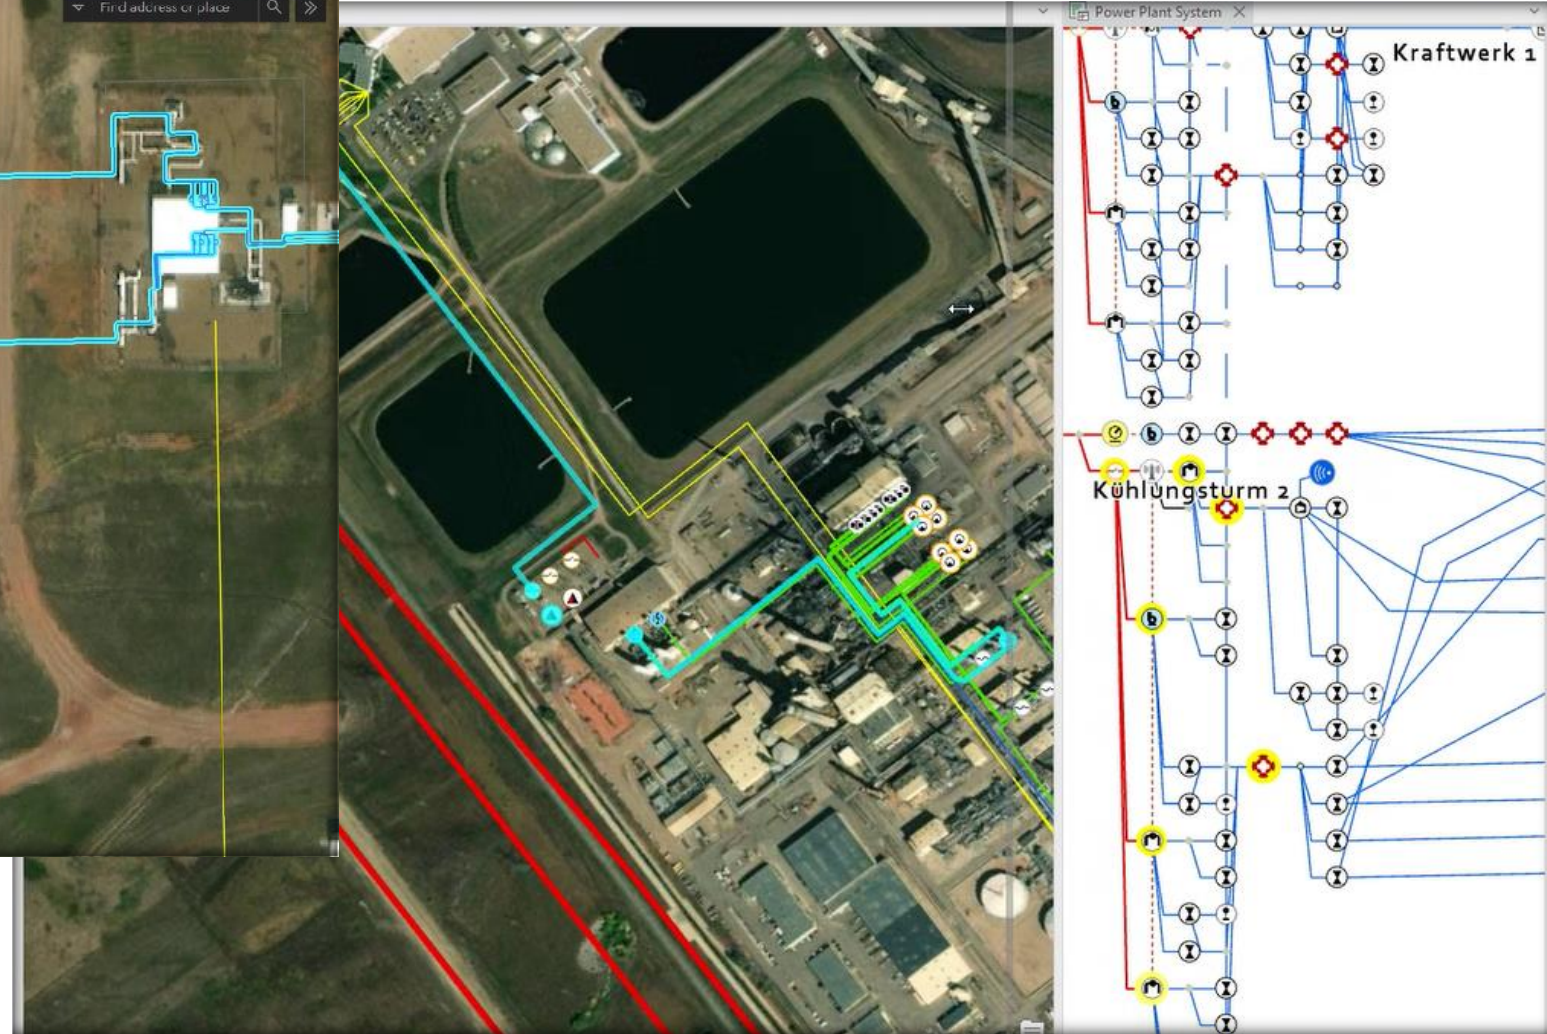 Find address or place
Power Plant System
Kraftwerk 1
Kühlungsturm 2